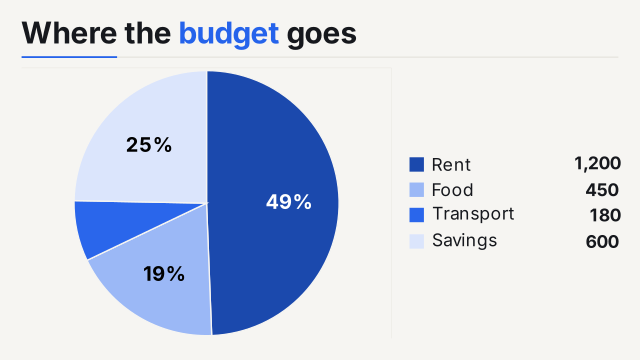 Where the budget goes
25%
49%
19%
Rent 1,200
Food 450
Transport 180
Savings 600